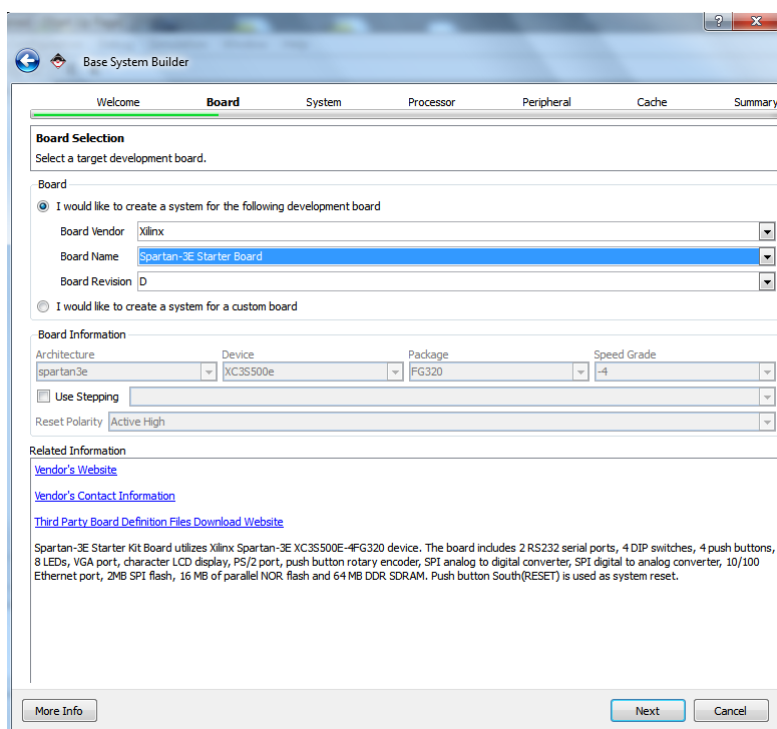 ?
X
Base System Builder
Welcome Board System Processor Peripheral Cache Summary
Board Selection
Select a target development board.
Board
I would like to create a system for the following development board
Board Vendor Xilinx
Board Name Spartan-3E Starter Board
Board Revision D
I would like to create a system for a custom board
Board Information
Architecture Device Package Speed Grade
spartan3e XC3S500e FG320 -4
Use Stepping
Reset Polarity Active High
Related Information
Vendor's Website
Vendor's Contact Information
Third Party Board Definition Files Download Website
Spartan-3E Starter Kit Board utilizes Xilinx Spartan-3E XC3S500E-4FG320 device. The board includes 2 RS232 serial ports, 4 DIP switches, 4 push buttons,
8 LEDs, VGA port, character LCD display, PS/2 port, push button rotary encoder, SPI analog to digital converter, SPI digital to analog converter, 10/100
Ethernet port, 2MB SPI flash, 16 MB of parallel NOR flash and 64 MB DDR SDRAM. Push button South(RESET) is used as system reset.
More Info Next Cancel